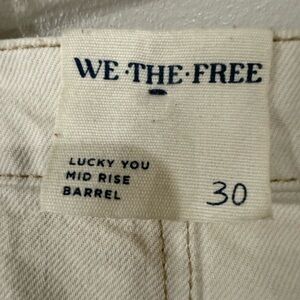 WE·THE·FREE
LUCKY YOU
MID RISE
BARREL 30